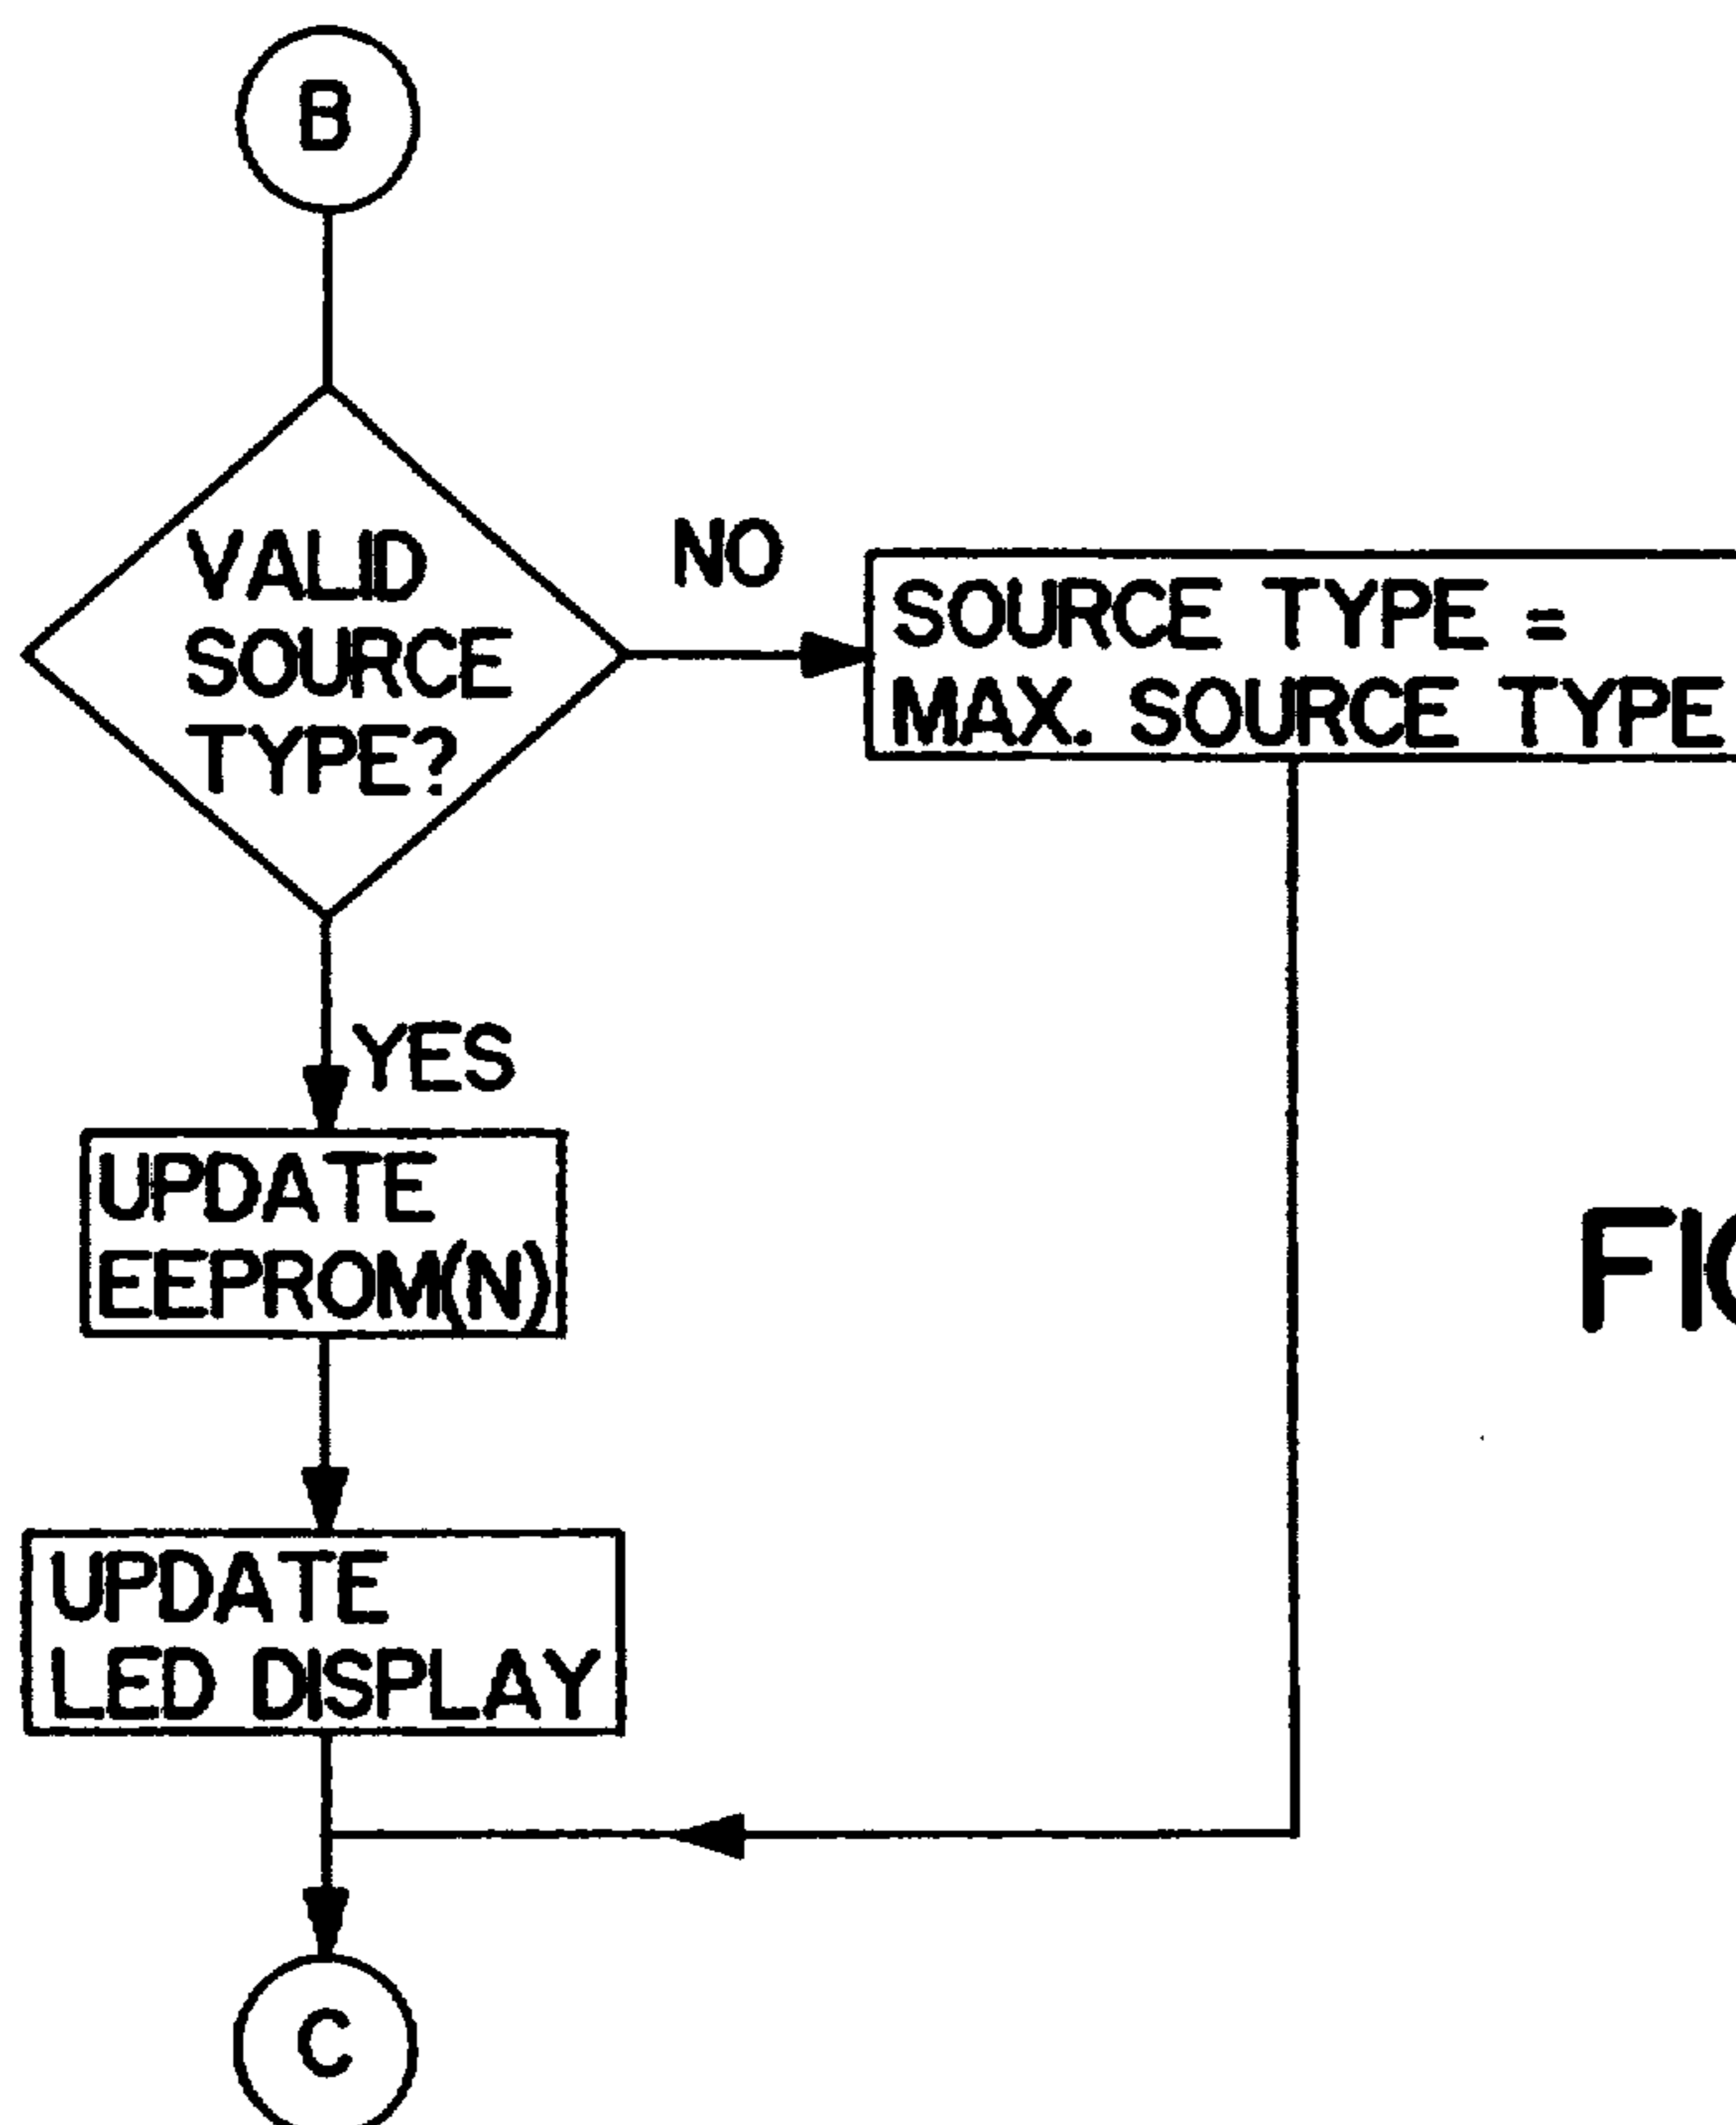 B
VALID
SOURCE
TYPE?
NO
SOURCE TYPE =
MAX. SOURCE TYPE
YES
UPDATE
EEPROM(N)
UPDATE
LED DISPLAY
C